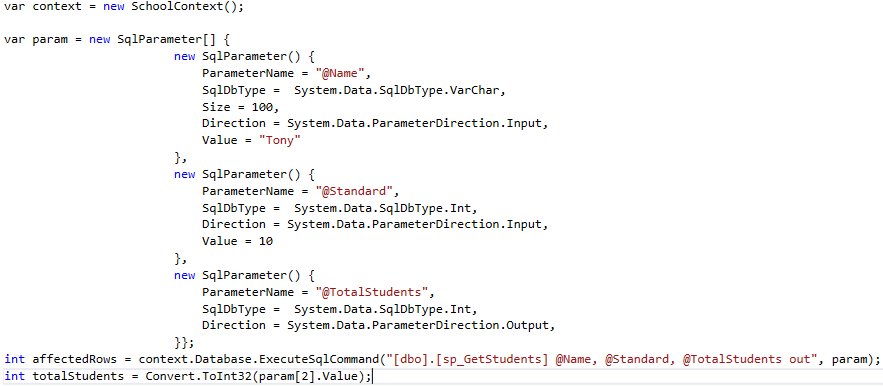 var context = new SchoolContext();
var param = new SqlParameter[] {
new SqlParameter() {
ParameterName = "@Name",
SqlDbType =  System.Data.SqlDbType.VarChar,
Size = 100,
Direction = System.Data.ParameterDirection.Input,
Value = "Tony"
},
new SqlParameter() {
ParameterName = "@Standard",
SqlDbType =  System.Data.SqlDbType.Int,
Direction = System.Data.ParameterDirection.Input,
Value = 10
},
new SqlParameter() {
ParameterName = "@TotalStudents",
SqlDbType =  System.Data.SqlDbType.Int,
Direction = System.Data.ParameterDirection.Output,
}};
int affectedRows = context.Database.ExecuteSqlCommand("[dbo].[sp_GetStudents] @Name, @Standard, @TotalStudents out", param);
int totalStudents = Convert.ToInt32(param[2].Value);